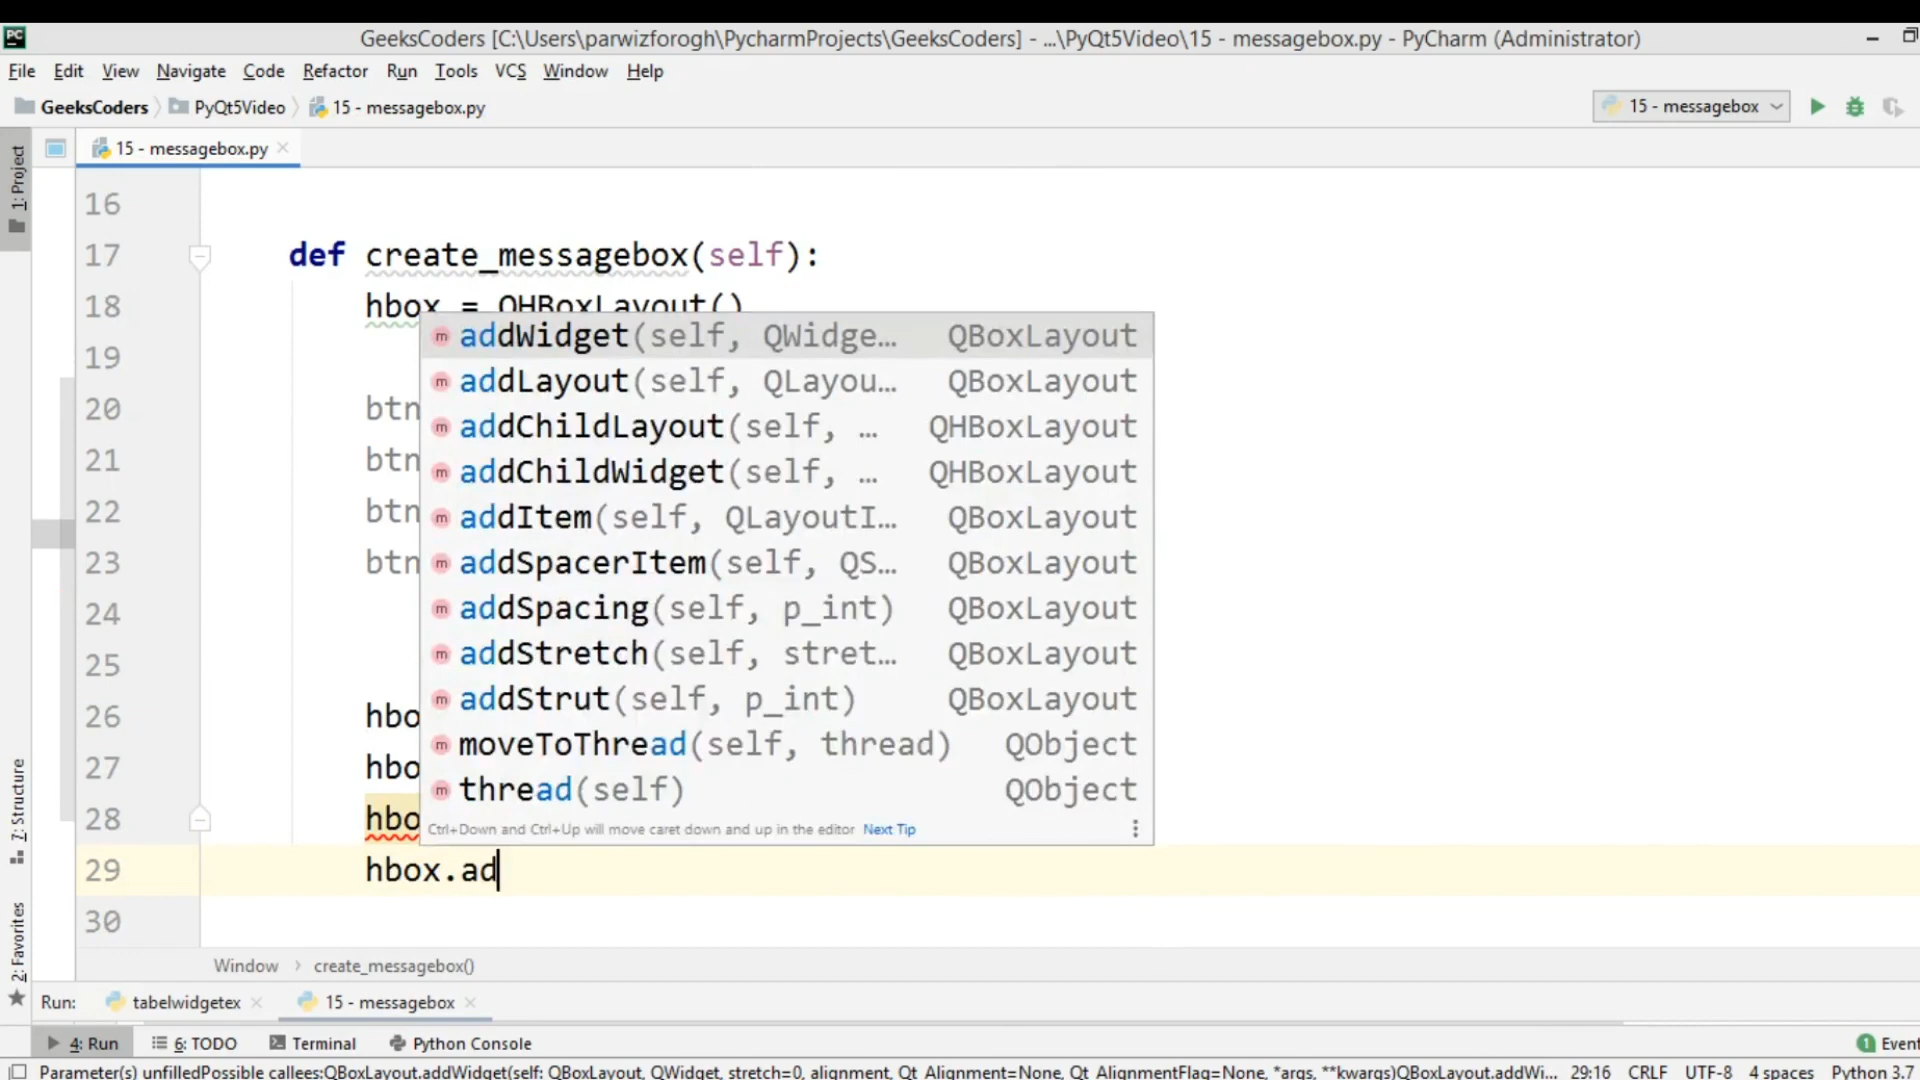 PC GeeksCoders [C:\Users\parwizforogh\PycharmProjects\GeeksCoders] - ...\PyQt5Video\15 - messagebox.py - PyCharm (Administrator)
File Edit View Navigate Code Refactor Run Tools VCS Window Help
GeeksCoders PyQt5Video 15 - messagebox.py 15 - messagebox
1: Project
15 - messagebox.py
16
17 def create_messagebox(self):
18 hbox = QHBoxLayout()
addWidget(self, QWidge... QBoxLayout
19
addLayout(self, QLayou... QBoxLayout
20 btn
addChildLayout(self, ... QHBoxLayout
21 btn
addChildWidget(self, ... QHBoxLayout
22 btn
addItem(self, QLayoutI... QBoxLayout
23 btn
addSpacerItem(self, QS... QBoxLayout
24
addSpacing(self, p_int) QBoxLayout
25
addStretch(self, stret... QBoxLayout
26 hbo
addStrut(self, p_int) QBoxLayout
27 hbo
moveToThread(self, thread) QObject
thread(self) QObject
28 hbo
Ctrl+Down and Ctrl+Up will move caret down and up in the editor Next Tip
29 hbox.ad
30
7: Structure
2: Favorites
Window create_messagebox()
Run: tabelwidgetex 15 - messagebox
4: Run 6: TODO Terminal Python Console 1 Event
Parameter(s) unfilledPossible callees:QBoxLayout.addWidget(self: QBoxLayout, QWidget, stretch=0, alignment, Qt_Alignment=None, Qt_AlignmentFlag=None, *args, **kwargs)QBoxLayout.addWi... 29:16 CRLF UTF-8 4 spaces Python 3.7